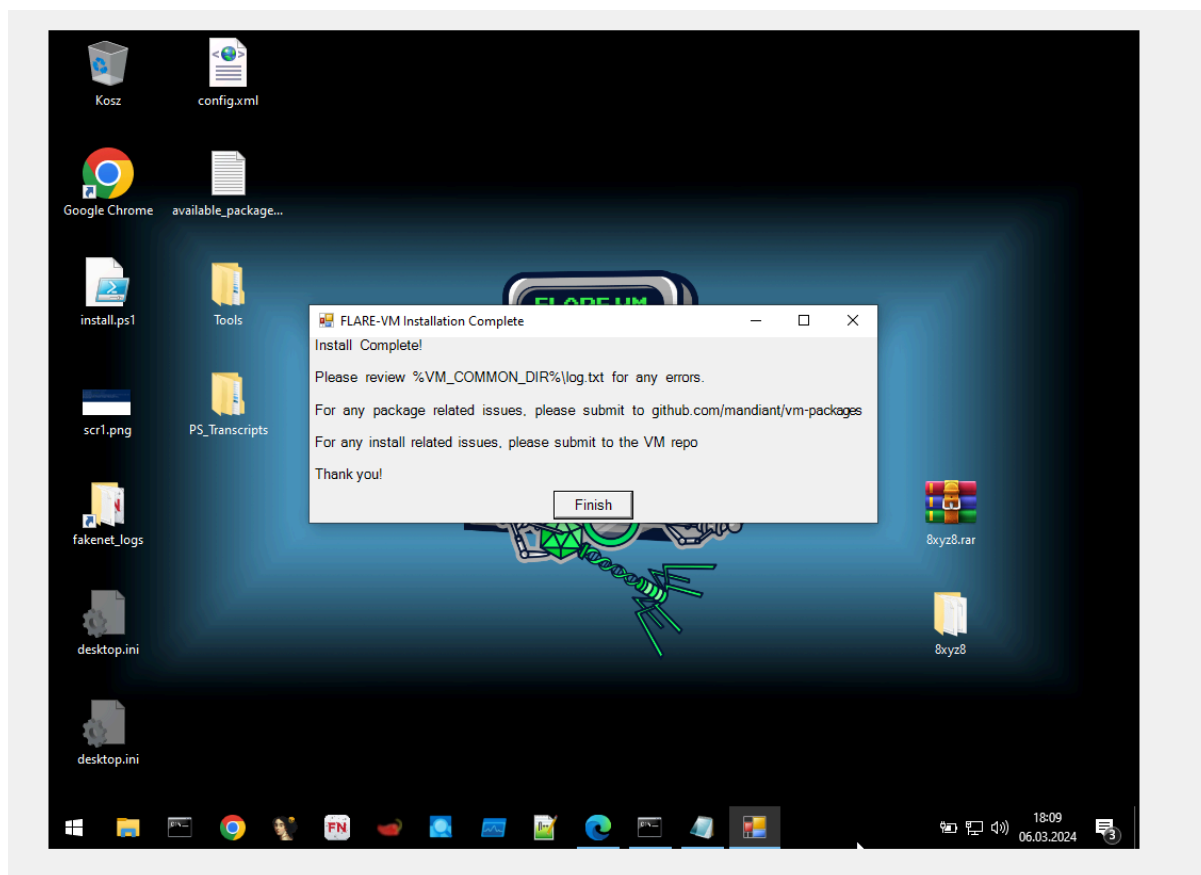 Kosz
config.xml
Google Chrome
available_package...
install.ps1
Tools
scr1.png
PS_Transcripts
fakenet_logs
desktop.ini
desktop.ini
FLARE-VM
FLARE-VM Installation Complete
Install Complete!
Please review %VM_COMMON_DIR%\log.txt for any errors.
For any package related issues, please submit to github.com/mandiant/vm-packages
For any install related issues, please submit to the VM repo
Thank you!
Finish
8xyz8.rar
8xyz8
FN
18:09
06.03.2024
3